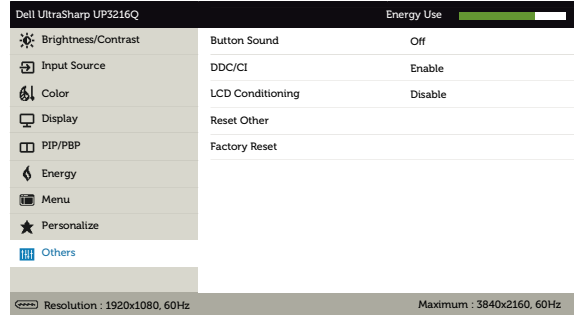 Dell UltraSharp UP3216Q Energy Use
Brightness/Contrast Button Sound Off
Input Source DDC/CI Enable
Color LCD Conditioning Disable
Display Reset Other
PIP/PBP Factory Reset
Energy
Menu
Personalize
Others
Resolution : 1920x1080, 60Hz Maximum : 3840x2160, 60Hz